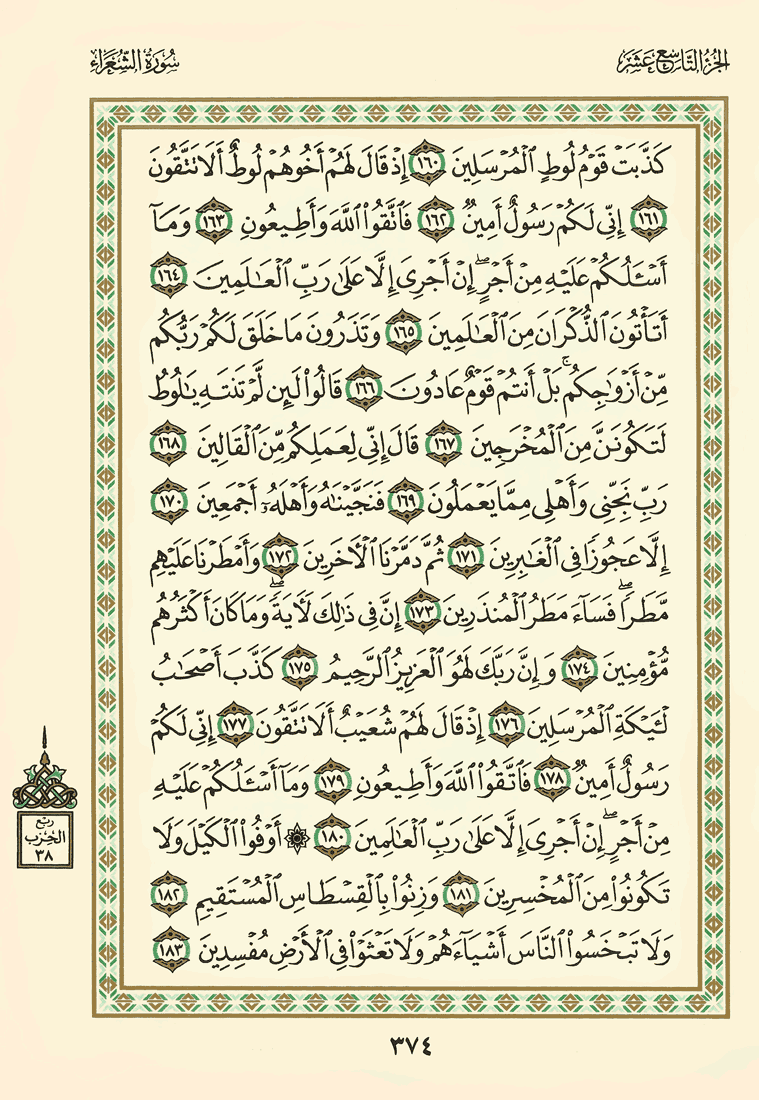 الجزء التاسع عشر
سورة الشعراء
كَذَّبَتْ قَوْمُ لُوطٍ ٱلْمُرْسَلِينَ ١٦٠ إِذْ قَالَ لَهُمْ أَخُوهُمْ لُوطٌ أَلَا تَتَّقُونَ
١٦١ إِنِّى لَكُمْ رَسُولٌ أَمِينٌ ١٦٢ فَٱتَّقُوا۟ ٱللَّهَ وَأَطِيعُونِ ١٦٣ وَمَآ
أَسْـَٔلُكُمْ عَلَيْهِ مِنْ أَجْرٍ ۖ إِنْ أَجْرِىَ إِلَّا عَلَىٰ رَبِّ ٱلْعَـٰلَمِينَ ١٦٤
أَتَأْتُونَ ٱلذُّكْرَانَ مِنَ ٱلْعَـٰلَمِينَ ١٦٥ وَتَذَرُونَ مَا خَلَقَ لَكُمْ رَبُّكُم
مِّنْ أَزْوَٰجِكُم ۚ بَلْ أَنتُمْ قَوْمٌ عَادُونَ ١٦٦ قَالُوا۟ لَئِن لَّمْ تَنتَهِ يَـٰلُوطُ
لَتَكُونَنَّ مِنَ ٱلْمُخْرَجِينَ ١٦٧ قَالَ إِنِّى لِعَمَلِكُم مِّنَ ٱلْقَالِينَ ١٦٨
رَبِّ نَجِّنِى وَأَهْلِى مِمَّا يَعْمَلُونَ ١٦٩ فَنَجَّيْنَـٰهُ وَأَهْلَهُۥٓ أَجْمَعِينَ ١٧٠
إِلَّا عَجُوزًا فِى ٱلْغَـٰبِرِينَ ١٧١ ثُمَّ دَمَّرْنَا ٱلْـَٔاخَرِينَ ١٧٢ وَأَمْطَرْنَا عَلَيْهِم
مَّطَرًا ۖ فَسَآءَ مَطَرُ ٱلْمُنذَرِينَ ١٧٣ إِنَّ فِى ذَٰلِكَ لَـَٔايَةً ۖ وَمَا كَانَ أَكْثَرُهُم
مُّؤْمِنِينَ ١٧٤ وَإِنَّ رَبَّكَ لَهُوَ ٱلْعَزِيزُ ٱلرَّحِيمُ ١٧٥ كَذَّبَ أَصْحَـٰبُ
لْـَٔيْكَةِ ٱلْمُرْسَلِينَ ١٧٦ إِذْ قَالَ لَهُمْ شُعَيْبٌ أَلَا تَتَّقُونَ ١٧٧ إِنِّى لَكُمْ
رَسُولٌ أَمِينٌ ١٧٨ فَٱتَّقُوا۟ ٱللَّهَ وَأَطِيعُونِ ١٧٩ وَمَآ أَسْـَٔلُكُمْ عَلَيْهِ
مِنْ أَجْرٍ ۖ إِنْ أَجْرِىَ إِلَّا عَلَىٰ رَبِّ ٱلْعَـٰلَمِينَ ١٨٠ ۞ أَوْفُوا۟ ٱلْكَيْلَ وَلَا
تَكُونُوا۟ مِنَ ٱلْمُخْسِرِينَ ١٨١ وَزِنُوا۟ بِٱلْقِسْطَاسِ ٱلْمُسْتَقِيمِ ١٨٢
وَلَا تَبْخَسُوا۟ ٱلنَّاسَ أَشْيَآءَهُمْ وَلَا تَعْثَوْا۟ فِى ٱلْأَرْضِ مُفْسِدِينَ ١٨٣
ربع
الحزب
٣٨
٣٧٤